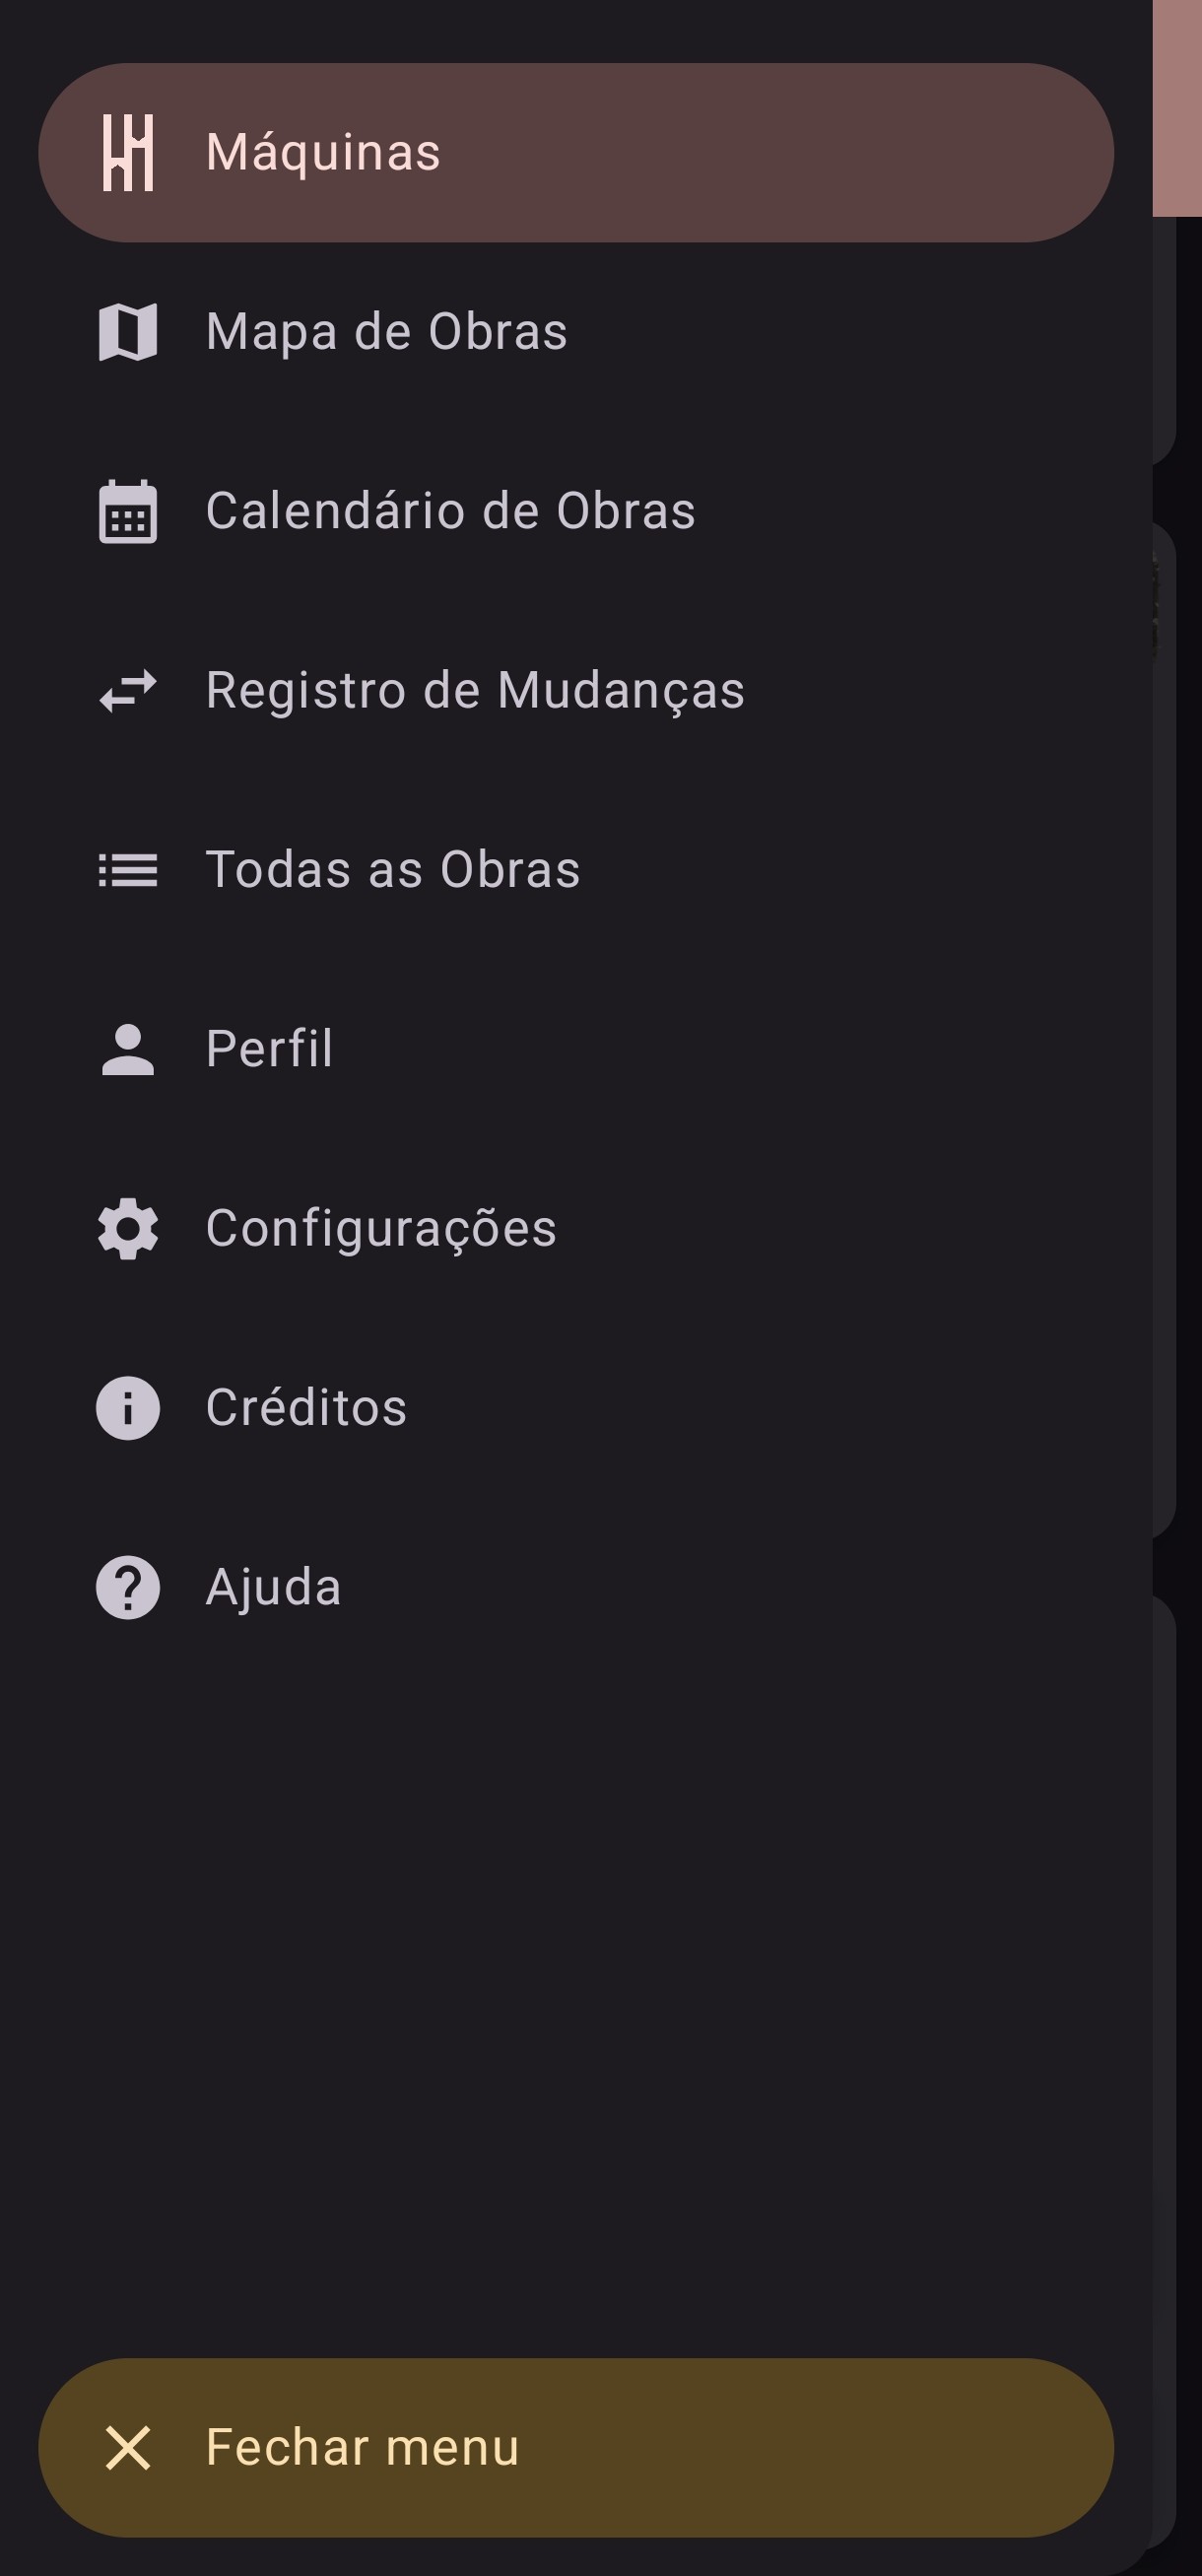 Máquinas
Mapa de Obras
Calendário de Obras
Registro de Mudanças
Todas as Obras
Perfil
Configurações
Créditos
Ajuda
Fechar menu